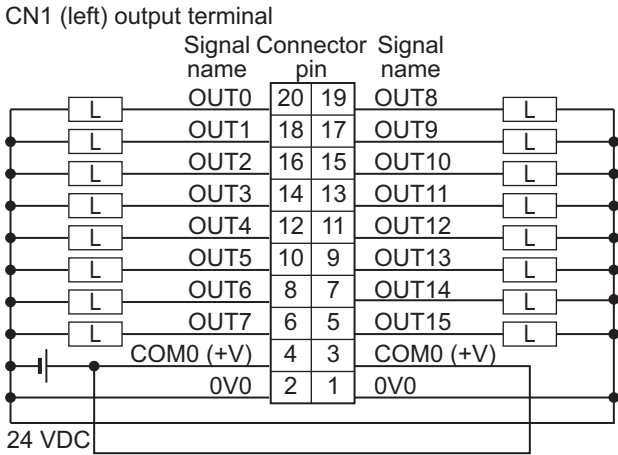 CN1 (left) output terminal
Signal name Connector pin Signal name
L OUT0 20 19 OUT8 L
L OUT1 18 17 OUT9 L
L OUT2 16 15 OUT10 L
L OUT3 14 13 OUT11 L
L OUT4 12 11 OUT12 L
L OUT5 10 9 OUT13 L
L OUT6 8 7 OUT14 L
L OUT7 6 5 OUT15 L
COM0 (+V) 4 3 COM0 (+V)
0V0 2 1 0V0
24 VDC